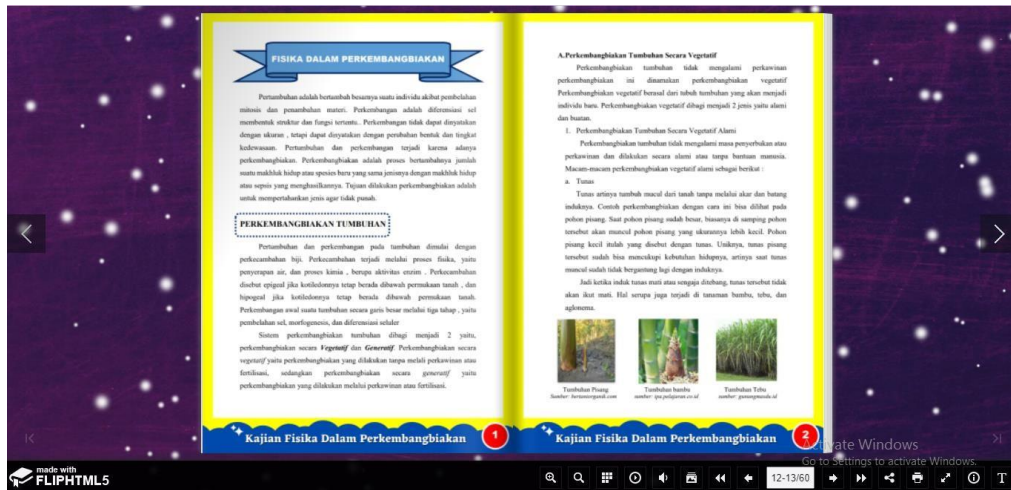 FISIKA DALAM PERKEMBANGBIAKAN
Pertumbuhan adalah bertambah besarnya suatu individu akibat pembelahan
mitosis dan penambahan materi. Perkembangan adalah diferensiasi sel
membentuk struktur dan fungsi tertentu.. Perkembangan tidak dapat dinyatakan
dengan ukuran , tetapi dapat dinyatakan dengan perubahan bentuk dan tingkat
kedewasaan. Pertumbuhan dan perkembangan terjadi karena adanya
perkembangbiakan. Perkembangbiakan adalah proses bertambahnya jumlah
suatu makhluk hidup atau spesies baru yang sama jenisnya dengan makhluk hidup
atau sepsis yang menghasilkannya. Tujuan dilakukan perkembangbiakan adalah
untuk mempertahankan jenis agar tidak punah.
PERKEMBANGBIAKAN TUMBUHAN
Pertumbuhan dan perkembangan pada tumbuhan dimulai dengan
perkecambahan biji. Perkecambahan terjadi melalui proses fisika, yaitu
penyerapan air, dan proses kimia , berupa aktivitas enzim . Perkecambahan
disebut epigeal jika kotiledonnya tetap berada dibawah permukaan tanah , dan
hipogeal jika kotiledonnya tetap berada dibawah permukaan tanah.
Perkembangan awal suatu tumbuhan secara garis besar melalui tiga tahap , yaitu
pembelahan sel, morfogenesis, dan diferensiasi selular
Sistem perkembangbiakan tumbuhan dibagi menjadi 2 yaitu,
perkembangbiakan secara Vegetatif dan Generatif. Perkembangbiakan secara
vegetatif yaitu perkembangbiakan yang dilakukan tanpa melali perkawinan atau
fertilisasi, sedangkan perkembangbiakan secara generatif yaitu
perkembangbiakan yang dilakukan melalui perkawinan atau fertilisasi.
Kajian Fisika Dalam Perkembangbiakan 1
A.Perkembangbiakan Tumbuhan Secara Vegetatif
Perkembangbiakan tumbuhan tidak mengalami perkawinan
perkembangbiakan ini dinamakan perkembangbiakan vegetatif
Perkembangbiakan vegetatif berasal dari tubuh tumbuhan yang akan menjadi
individu baru. Perkembangbiakan vegetatif dibagi menjadi 2 jenis yaitu alami
dan buatan.
1. Perkembangbiakan Tumbuhan Secara Vegetatif Alami
Perkembangbiakan tumbuhan tidak mengalami masa penyerbukan atau
perkawinan dan dilakukan secara alami atau tanpa bantuan manusia.
Macam-macam perkembangbiakan vegetatif alami sebagai berikut :
a. Tunas
Tunas artinya tumbuh macul dari tanah tanpa melalui akar dan batang
induknya. Contoh perkembangbiakan dengan cara ini bisa dilihat pada
pohon pisang. Saat pohon pisang sudah besar, biasanya di samping pohon
tersebut akan muncul pohon pisang yang ukurannya lebih kecil. Pohon
pisang kecil itulah yang disebut dengan tunas. Uniknya, tunas pisang
tersebut sudah bisa mencukupi kebutuhan hidupnya, artinya saat tunas
muncul sudah tidak bergantung lagi dengan induknya.
Jadi ketika induk tunas mati atau sengaja ditebang, tunas tersebut tidak
akan ikut mati. Hal serupa juga terjadi di tanaman bambu, tebu, dan
aglonema.
Tumbuhan Pisang Tumbuhan bambu Tumbuhan Tebu
Sumber: bertaniorganik.com sumber: ipa.pelajaran.co.id sumber: gunungmaulu.id
Kajian Fisika Dalam Perkembangbiakan 2
Activate Windows
Go to Settings to activate Windows.
made with
FLIPHTML5
12-13/60